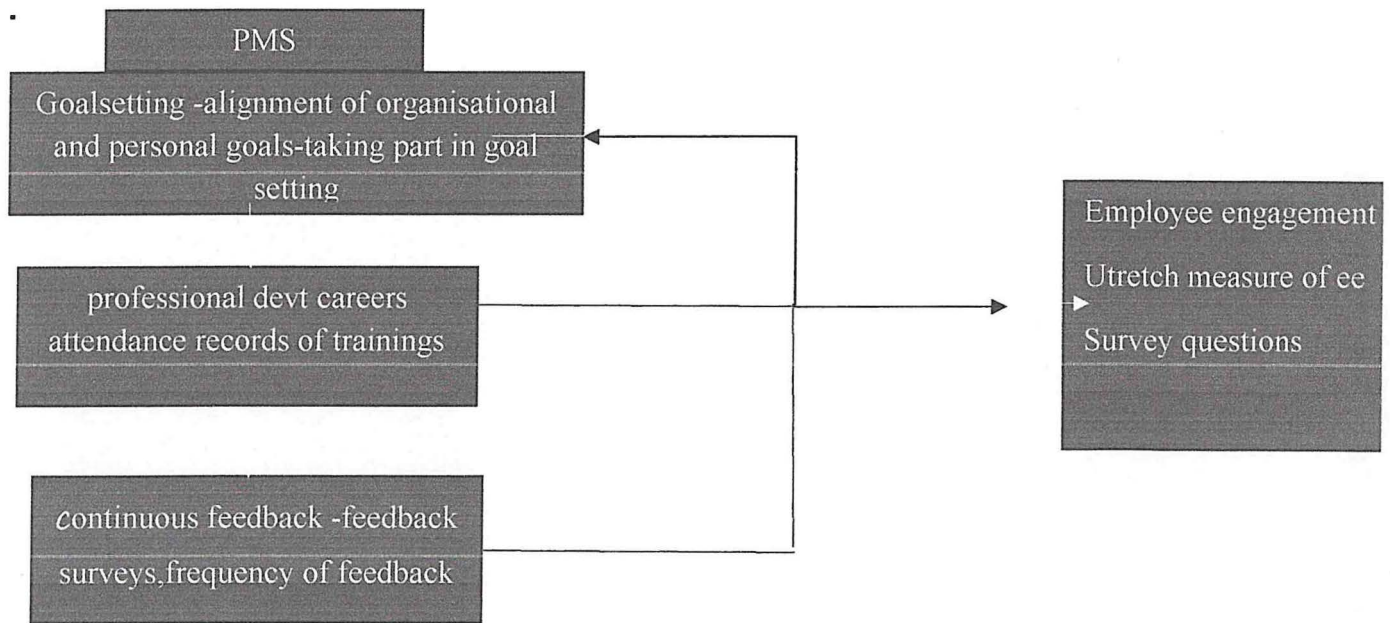 PMS
Goalsetting -alignment of organisational
and personal goals-taking part in goal
setting
professional devt careers
attendance records of trainings
continuous feedback -feedback
surveys,frequency of feedback
Employee engagement
Utretch measure of ee
Survey questions